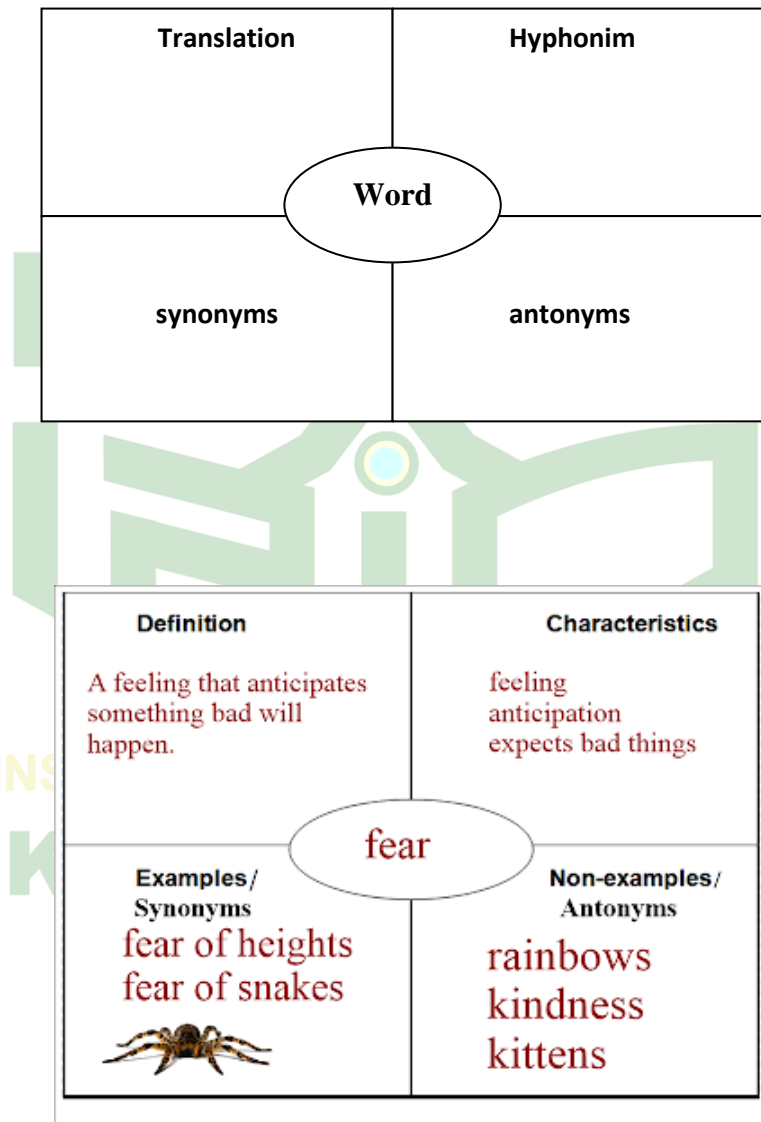 Translation
Hyphonim
Word
synonyms
antonyms
Definition
Characteristics
A feeling that anticipates
something bad will
happen.
feeling
anticipation
expects bad things
fear
Examples/
Synonyms
fear of heights
fear of snakes
Non-examples/
Antonyms
rainbows
kindness
kittens
NS
K